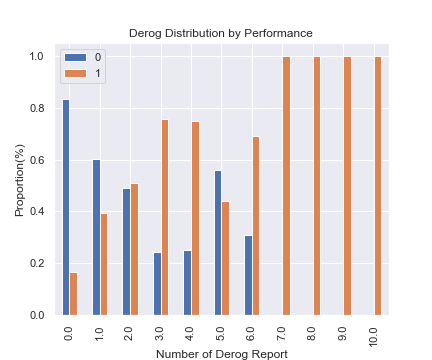 Derog Distribution by Performance
0
1
Proportion(%)
1.0
0.8
0.6
0.4
0.2
0.0
0.0 1.0 2.0 3.0 4.0 5.0 6.0 7.0 8.0 9.0 10.0
Number of Derog Report